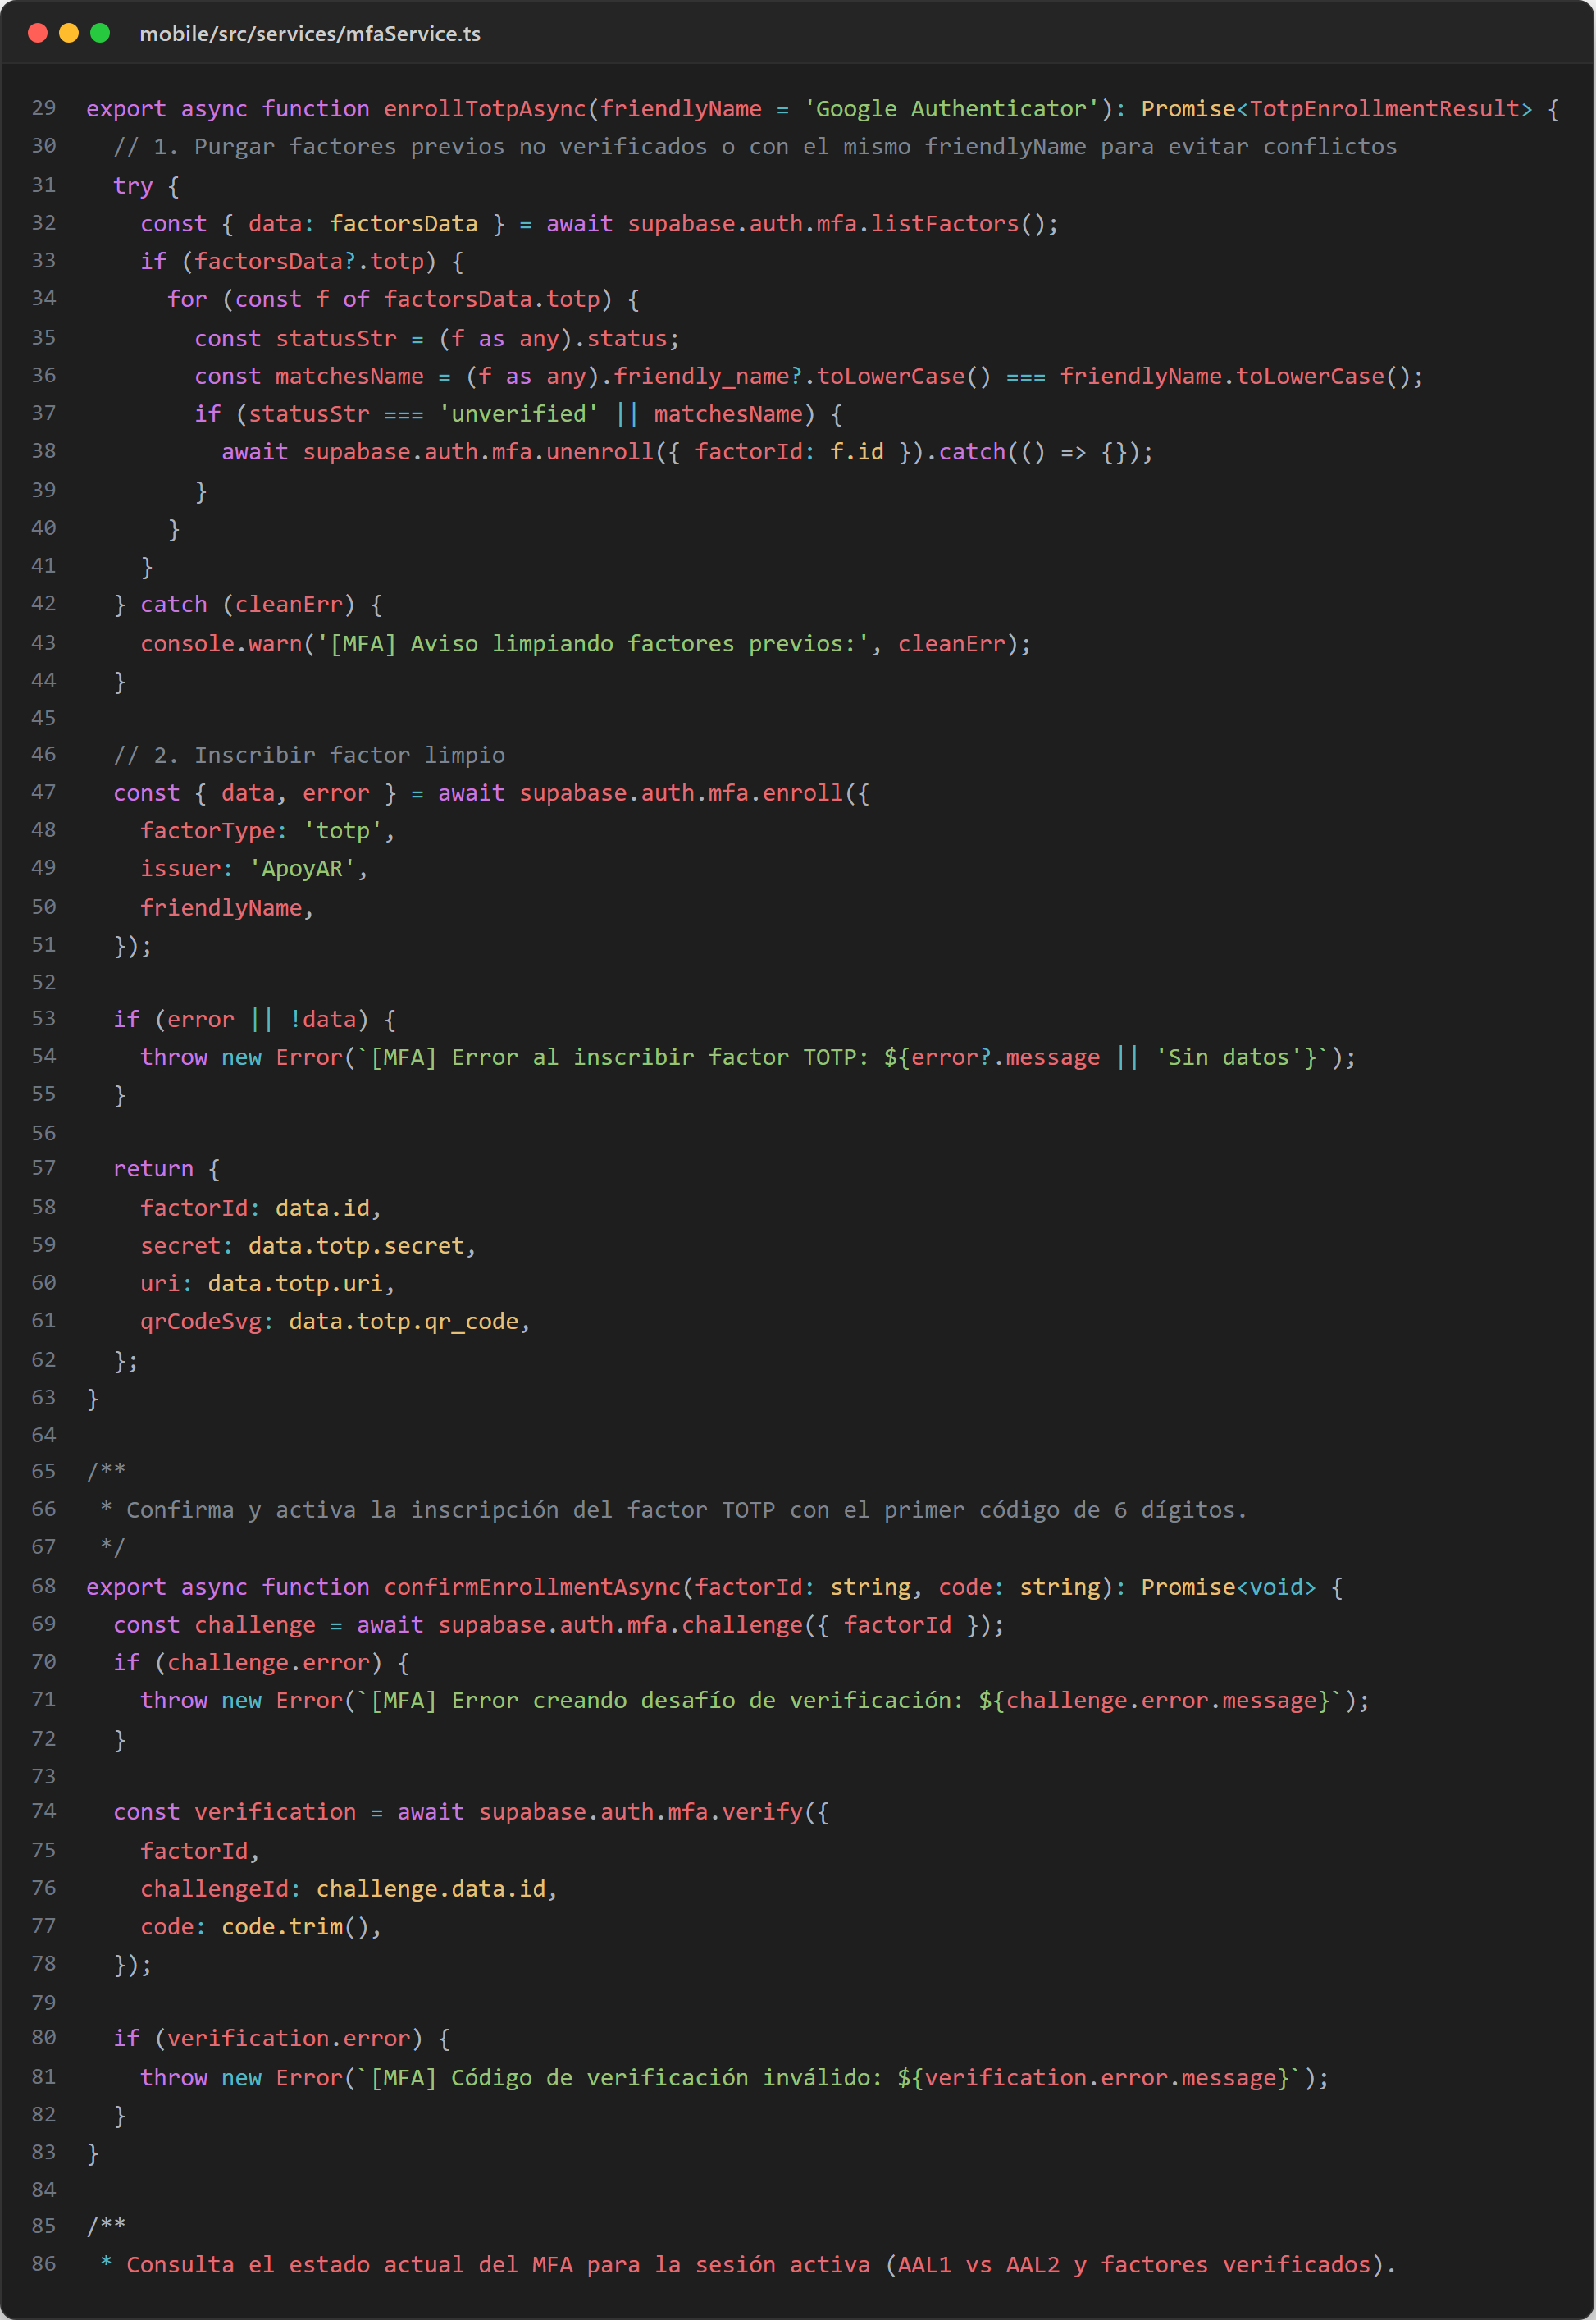 mobile/src/services/mfaService.ts
29 export async function enrollTotpAsync(friendlyName = 'Google Authenticator'): Promise<TotpEnrollmentResult> {
30   // 1. Purgar factores previos no verificados o con el mismo friendlyName para evitar conflictos
31   try {
32     const { data: factorsData } = await supabase.auth.mfa.listFactors();
33     if (factorsData?.totp) {
34       for (const f of factorsData.totp) {
35         const statusStr = (f as any).status;
36         const matchesName = (f as any).friendly_name?.toLowerCase() === friendlyName.toLowerCase();
37         if (statusStr === 'unverified' || matchesName) {
38           await supabase.auth.mfa.unenroll({ factorId: f.id }).catch(() => {});
39         }
40       }
41     }
42   } catch (cleanErr) {
43     console.warn('[MFA] Aviso limpiando factores previos:', cleanErr);
44   }
45
46   // 2. Inscribir factor limpio
47   const { data, error } = await supabase.auth.mfa.enroll({
48     factorType: 'totp',
49     issuer: 'ApoyAR',
50     friendlyName,
51   });
52
53   if (error || !data) {
54     throw new Error(`[MFA] Error al inscribir factor TOTP: ${error?.message || 'Sin datos'}`);
55   }
56
57   return {
58     factorId: data.id,
59     secret: data.totp.secret,
60     uri: data.totp.uri,
61     qrCodeSvg: data.totp.qr_code,
62   };
63 }
64
65 /**
66  * Confirma y activa la inscripción del factor TOTP con el primer código de 6 dígitos.
67  */
68 export async function confirmEnrollmentAsync(factorId: string, code: string): Promise<void> {
69   const challenge = await supabase.auth.mfa.challenge({ factorId });
70   if (challenge.error) {
71     throw new Error(`[MFA] Error creando desafío de verificación: ${challenge.error.message}`);
72   }
73
74   const verification = await supabase.auth.mfa.verify({
75     factorId,
76     challengeId: challenge.data.id,
77     code: code.trim(),
78   });
79
80   if (verification.error) {
81     throw new Error(`[MFA] Código de verificación inválido: ${verification.error.message}`);
82   }
83 }
84
85 /**
86  * Consulta el estado actual del MFA para la sesión activa (AAL1 vs AAL2 y factores verificados).